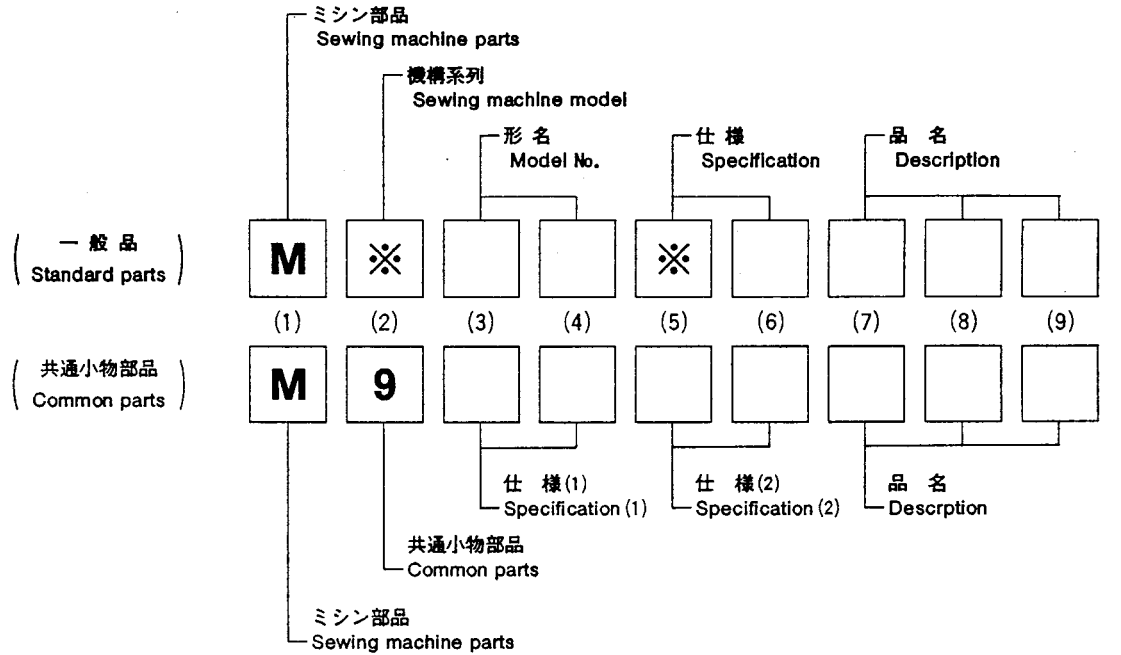 ミシン部品
Sewing machine parts
機構系列
Sewing machine model
形 名
Model No.
仕 様
Specification
品 名
Description
一 般 品
Standard parts
M ※ ※
(1) (2) (3) (4) (5) (6) (7) (8) (9)
共通小物部品
Common parts
M 9
仕 様(1)
Specification(1)
仕 様(2)
Specification(2)
品 名
Descrption
共通小物部品
Common parts
ミシン部品
Sewing machine parts